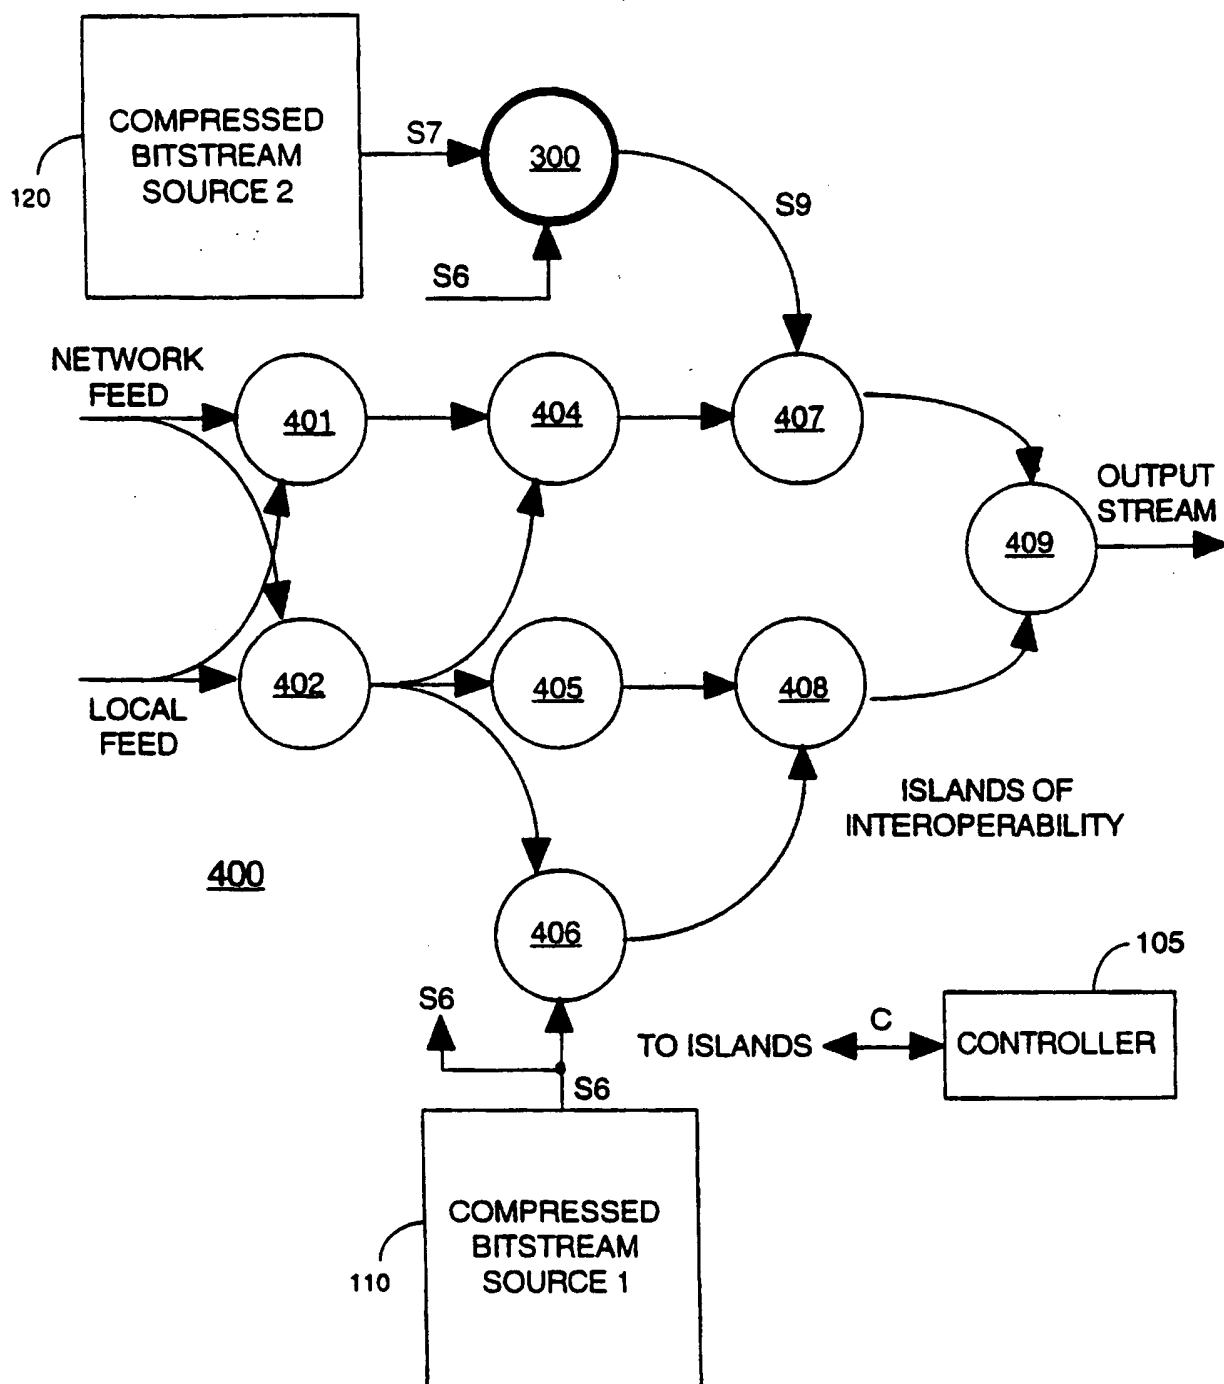 COMPRESSED
BITSTREAM
SOURCE 2
120
S7
300
S9
S6
NETWORK
FEED
401
404
407
OUTPUT
STREAM
409
402
405
408
LOCAL
FEED
ISLANDS OF
INTEROPERABILITY
400
406
105
S6
TO ISLANDS
C
CONTROLLER
S6
COMPRESSED
BITSTREAM
SOURCE 1
110